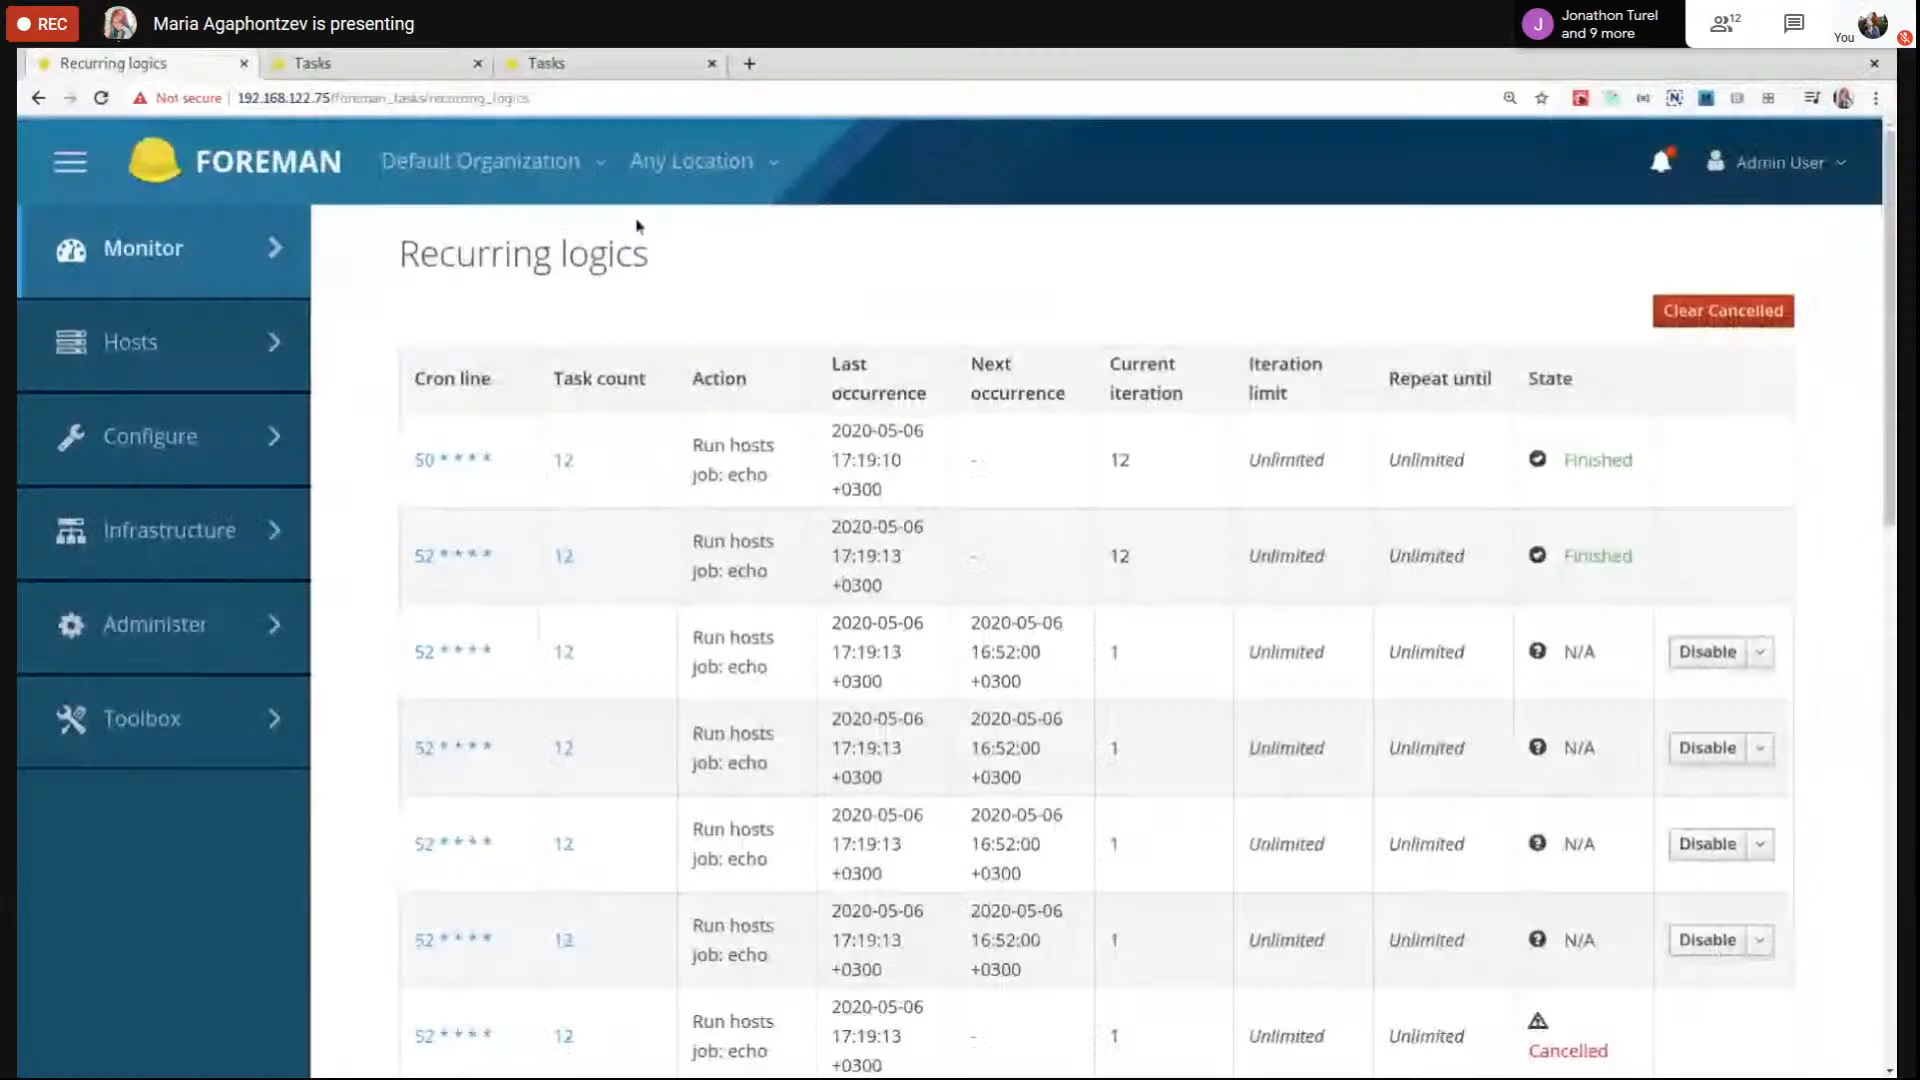 REC
Maria Agaphontzev is presenting
Jonathon Turel
and 9 more
12
You
Recurring logics
Tasks
Tasks
Not secure
192.168.122.75/foreman_tasks/recurring_logics
FOREMAN
Default Organization
Any Location
Admin User
Monitor
Hosts
Configure
Infrastructure
Administer
Toolbox
Recurring logics
Clear Cancelled
Cron line Task count Action Last occurrence Next occurrence Current iteration Iteration limit Repeat until State
50 * * * * 12 Run hosts job: echo 2020-05-06 17:19:10 +0300 - 12 Unlimited Unlimited Finished
52 * * * * 12 Run hosts job: echo 2020-05-06 17:19:13 +0300 - 12 Unlimited Unlimited Finished
52 * * * * 12 Run hosts job: echo 2020-05-06 17:19:13 +0300 2020-05-06 16:52:00 +0300 1 Unlimited Unlimited N/A Disable
52 * * * * 12 Run hosts job: echo 2020-05-06 17:19:13 +0300 2020-05-06 16:52:00 +0300 1 Unlimited Unlimited N/A Disable
52 * * * * 12 Run hosts job: echo 2020-05-06 17:19:13 +0300 2020-05-06 16:52:00 +0300 1 Unlimited Unlimited N/A Disable
52 * * * * 12 Run hosts job: echo 2020-05-06 17:19:13 +0300 2020-05-06 16:52:00 +0300 1 Unlimited Unlimited N/A Disable
52 * * * * 12 Run hosts job: echo 2020-05-06 17:19:13 +0300 - 1 Unlimited Unlimited Cancelled